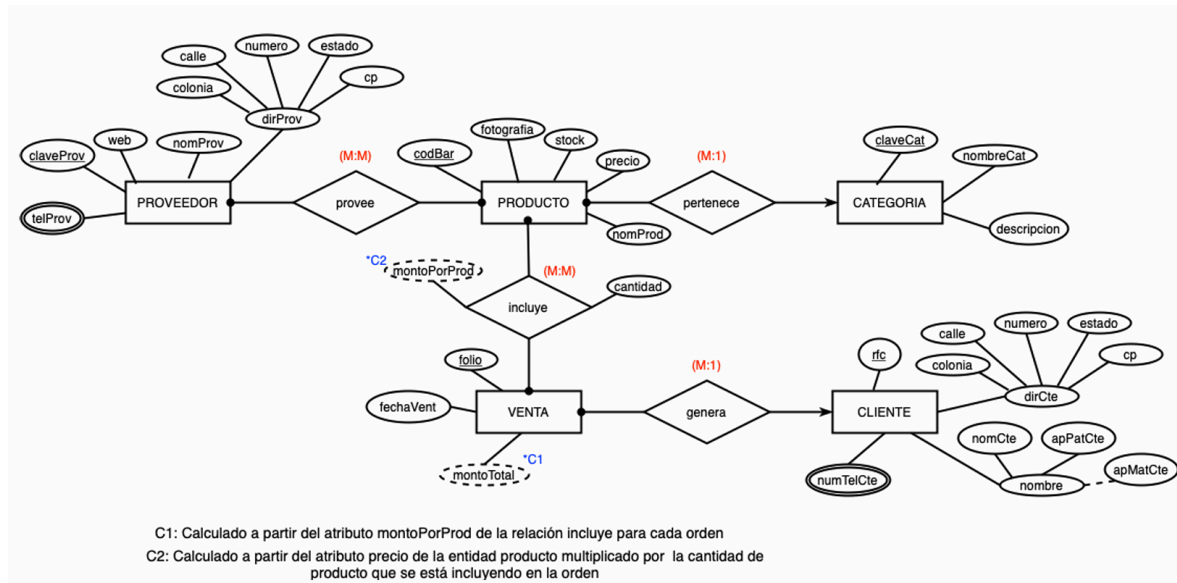 calle
numero
estado
cp
colonia
dirProv
claveProv
web
nomProv
telProv
PROVEEDOR
(M:M)
provee
codBar
fotografia
stock
precio
nomProd
PRODUCTO
(M:1)
pertenece
claveCat
nombreCat
CATEGORIA
descripcion
*C2
montoPorProd
(M:M)
cantidad
incluye
folio
fechaVent
VENTA
*C1
montoTotal
(M:1)
genera
rfc
CLIENTE
calle
numero
estado
cp
colonia
dirCte
nomCte
apPatCte
apMatCte
nombre
numTelCte
C1: Calculado a partir del atributo montoPorProd de la relación incluye para cada orden
C2: Calculado a partir del atributo precio de la entidad producto multiplicado por la cantidad de
producto que se está incluyendo en la orden